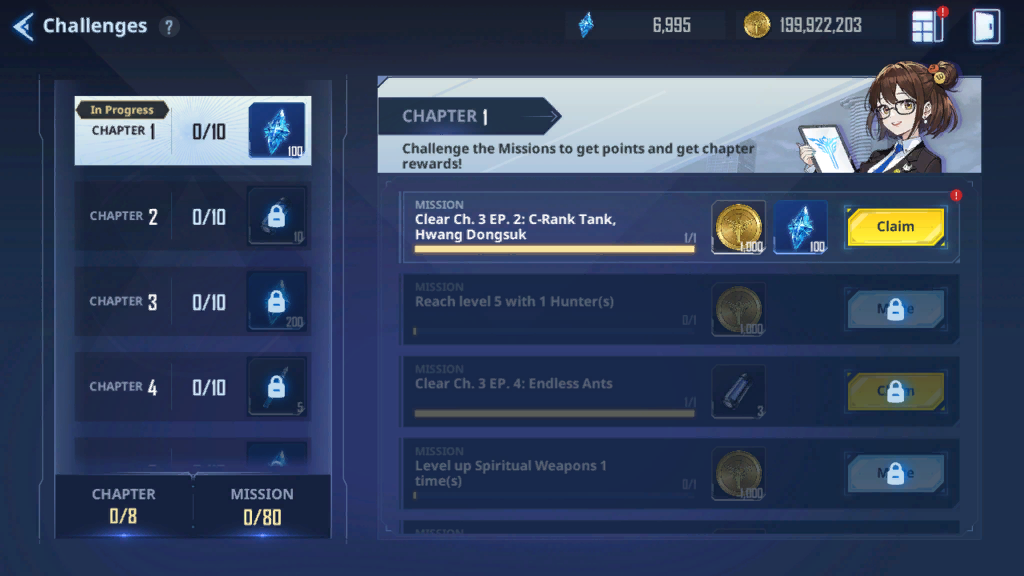 Challenges ?
6,995
199,922,203
!
In Progress
CHAPTER 1
0/10
100
CHAPTER 2
0/10
10
CHAPTER 3
0/10
200
CHAPTER 4
0/10
5
CHAPTER
0/8
MISSION
0/80
CHAPTER 1
Challenge the Missions to get points and get chapter
rewards!
MISSION
Clear Ch. 3 EP. 2: C-Rank Tank,
Hwang Dongsuk
1/1
1,000
100
Claim
!
MISSION
Reach level 5 with 1 Hunter(s)
0/1
1,000
MISSION
Clear Ch. 3 EP. 4: Endless Ants
1/1
3
MISSION
Level up Spiritual Weapons 1
time(s)
0/1
1,000
MISSION